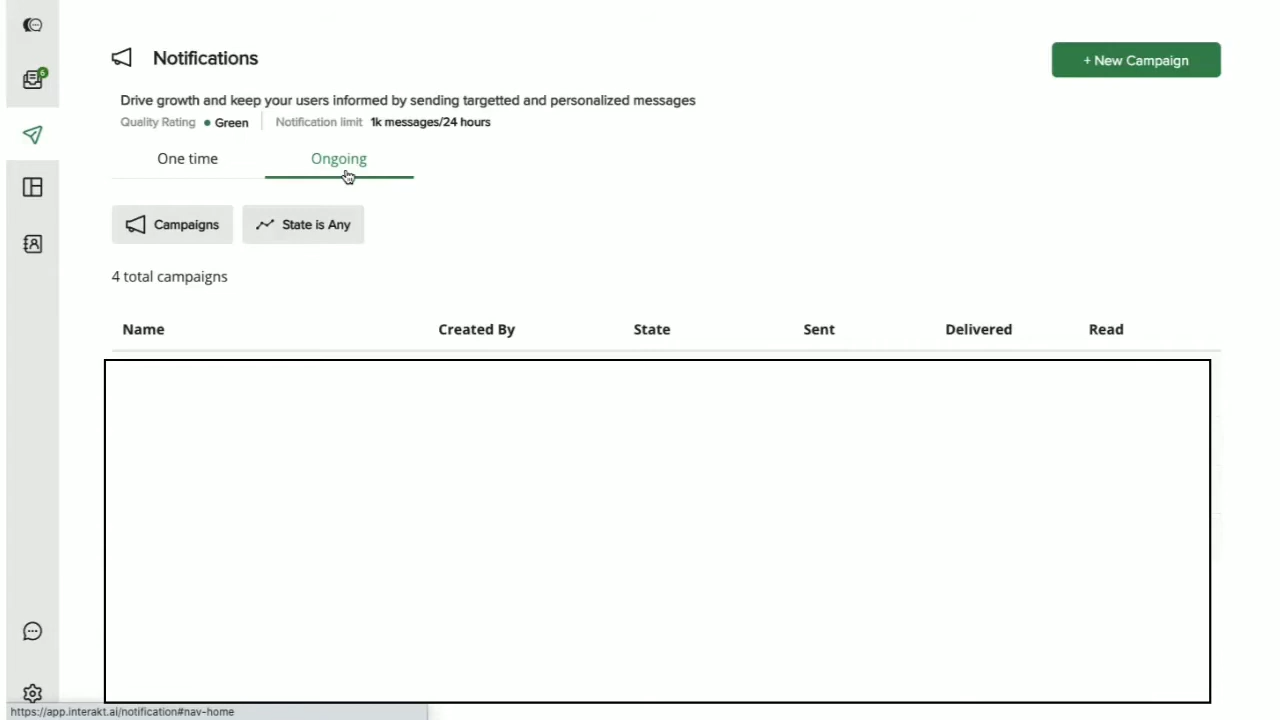 6
Notifications
+ New Campaign
Drive growth and keep your users informed by sending targetted and personalized messages
Quality Rating Green Notification limit 1k messages/24 hours
One time Ongoing
Campaigns State is Any
4 total campaigns
Name Created By State Sent Delivered Read
https://app.interakt.ai/notification#nav-home